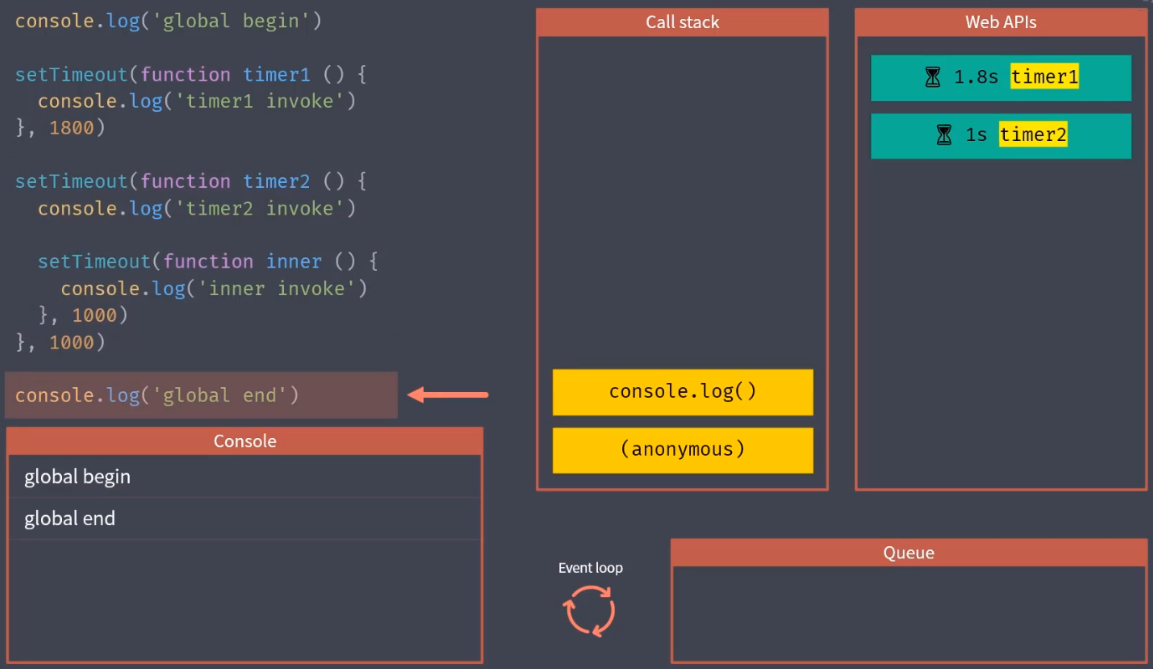 console.log('global begin')
setTimeout(function timer1 () {
  console.log('timer1 invoke')
}, 1800)
setTimeout(function timer2 () {
  console.log('timer2 invoke')
  setTimeout(function inner () {
    console.log('inner invoke')
  }, 1000)
}, 1000)
console.log('global end')
Console
global begin
global end
Call stack
console.log()
(anonymous)
Web APIs
1.8s timer1
1s timer2
Event loop
Queue